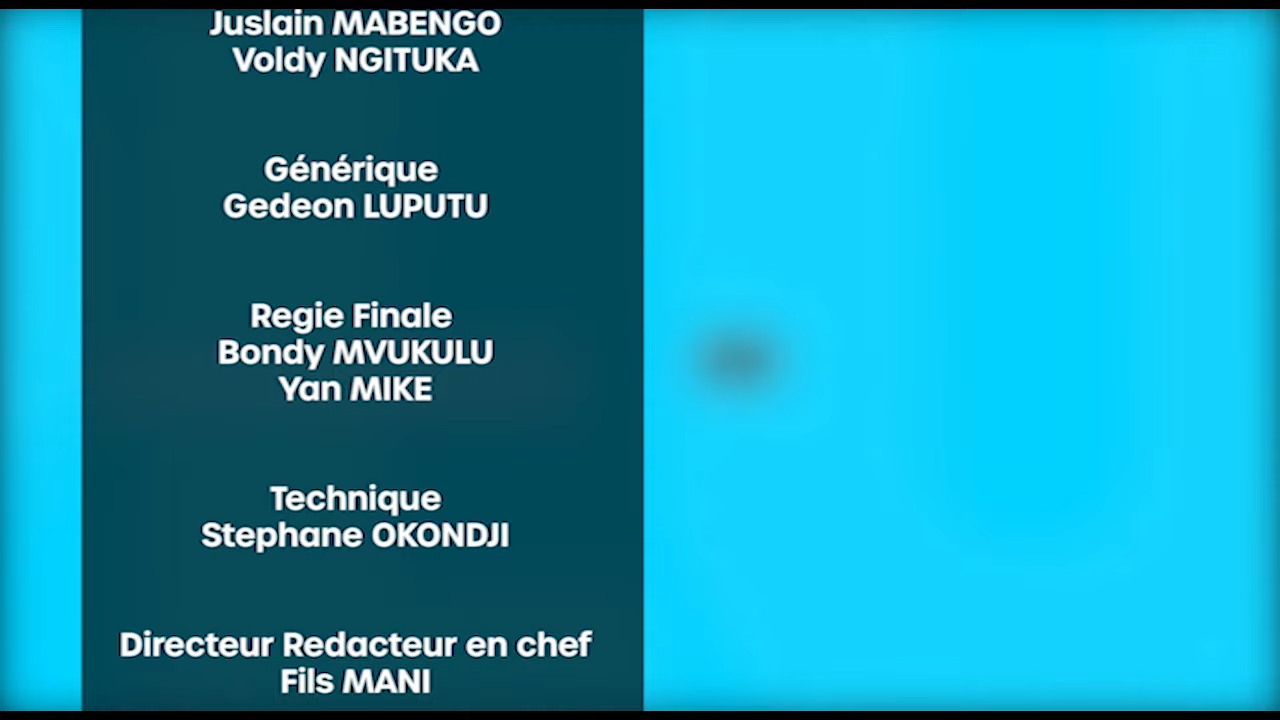 Juslain MABENGO
Voldy NGITUKA
Générique
Gedeon LUPUTU
Regie Finale
Bondy MVUKULU
Yan MIKE
Technique
Stephane OKONDJI
Directeur Redacteur en chef
Fils MANI